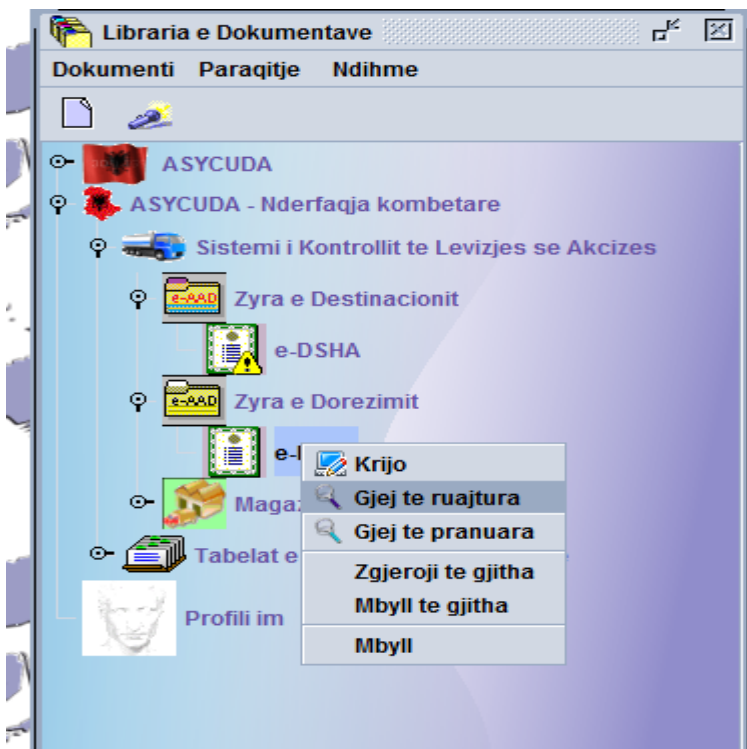 Libraria e Dokumentave
Dokumenti Paraqitje Ndihme
ASYCUDA
ASYCUDA - Nderfaqja kombetare
Sistemi i Kontrollit te Levizjes se Akcizes
e-AAD Zyra e Destinacionit
e-DSHA
e-AAD Zyra e Dorezimit
Krijo
Gjej te ruajtura
Gjej te pranuara
Tabelat e
Zgjeroji te gjitha
Mbyll te gjitha
Profili im
Mbyll